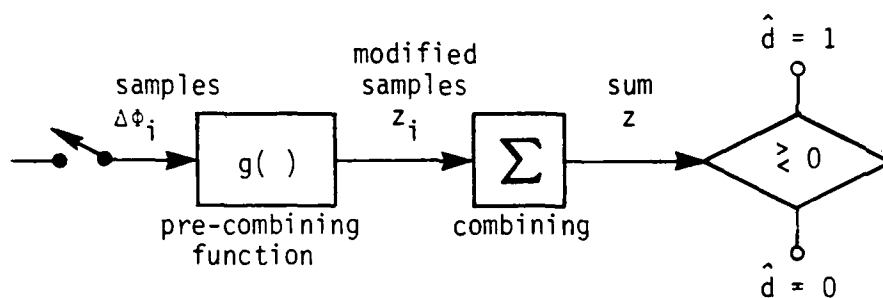 samples
ΔΦi
g( )
pre-combining
function
modified
samples
zi
Σ
combining
sum
z
d̂ = 1
≷ 0
d̂ = 0